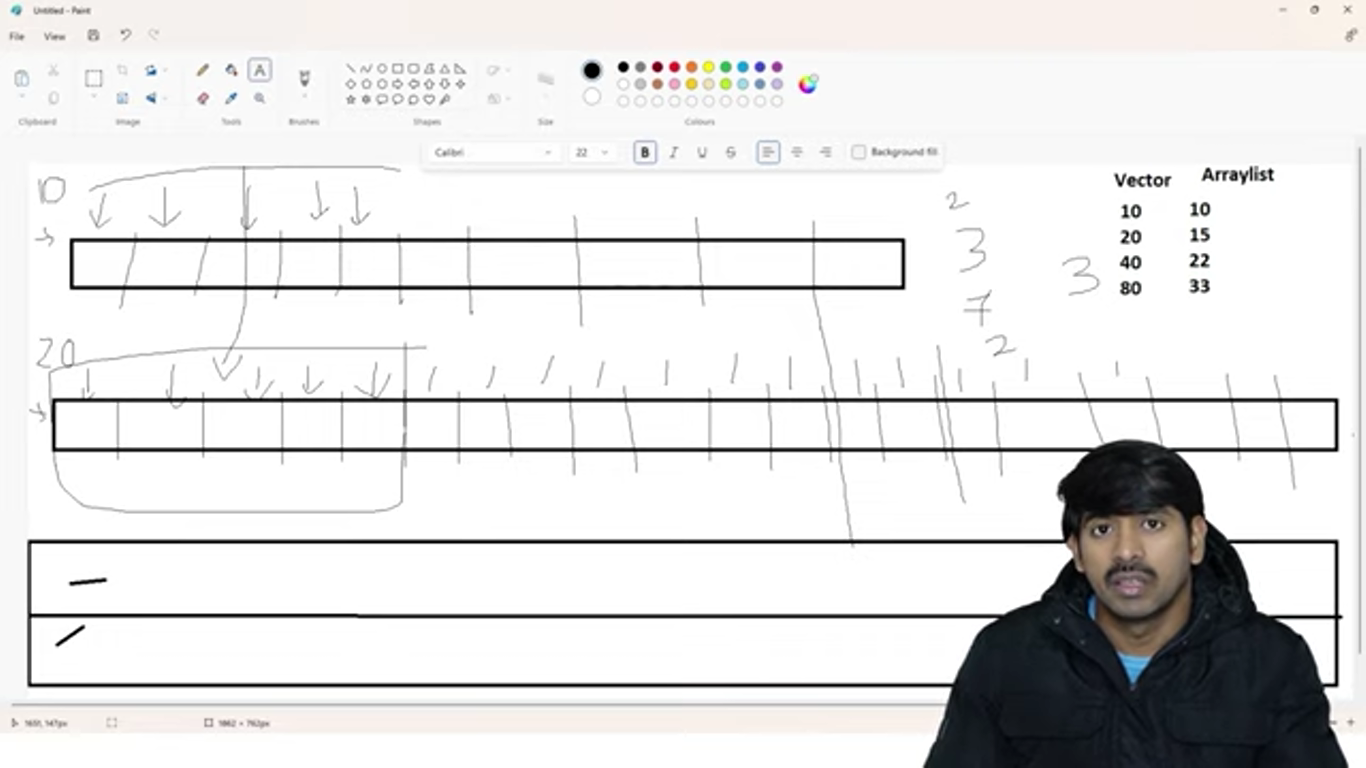 Untitled - Paint
File View
Clipboard Image Tools Brushes Shapes Size Colours
Calibri 22 B I U S Background fill
10
Vector Arraylist
10 10
20 15
40 22
80 33
2
3
3
7
20
2
1651, 147px 1862 × 762px